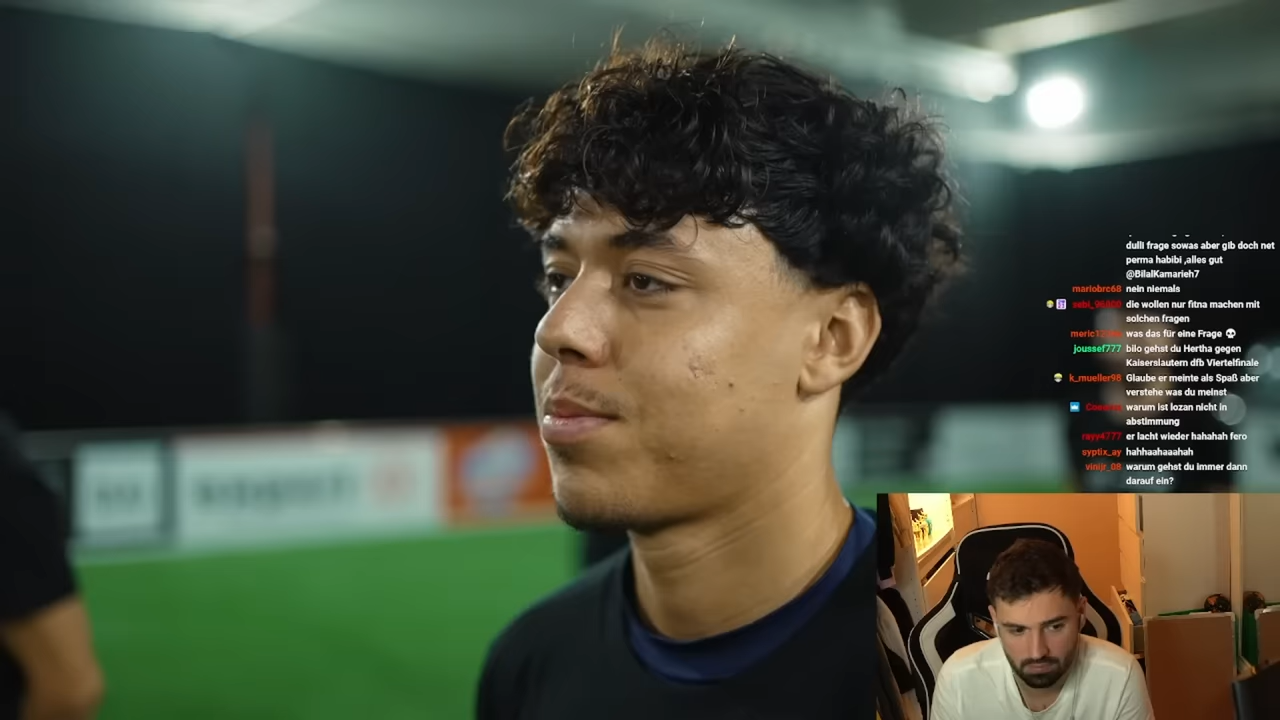 dulli frage sowas aber gib doch net
perma habibi ,alles gut
@BilalKamarieh7
mariobrc68 nein niemals
die wollen nur fitna machen mit
solchen fragen
was das für eine Frage 💀
joussef777 bilo gehst du Hertha gegen
Kaiserslautern dfb Viertelfinale
k_mueller98 Glaube er meinte als Spaß aber
verstehe was du meinst
warum ist lozan nicht in
abstimmung
rayy4777 er lacht wieder hahahah fero
syptix_ay hahhaahaaahah
vinijr_08 warum gehst du immer dann
darauf ein?